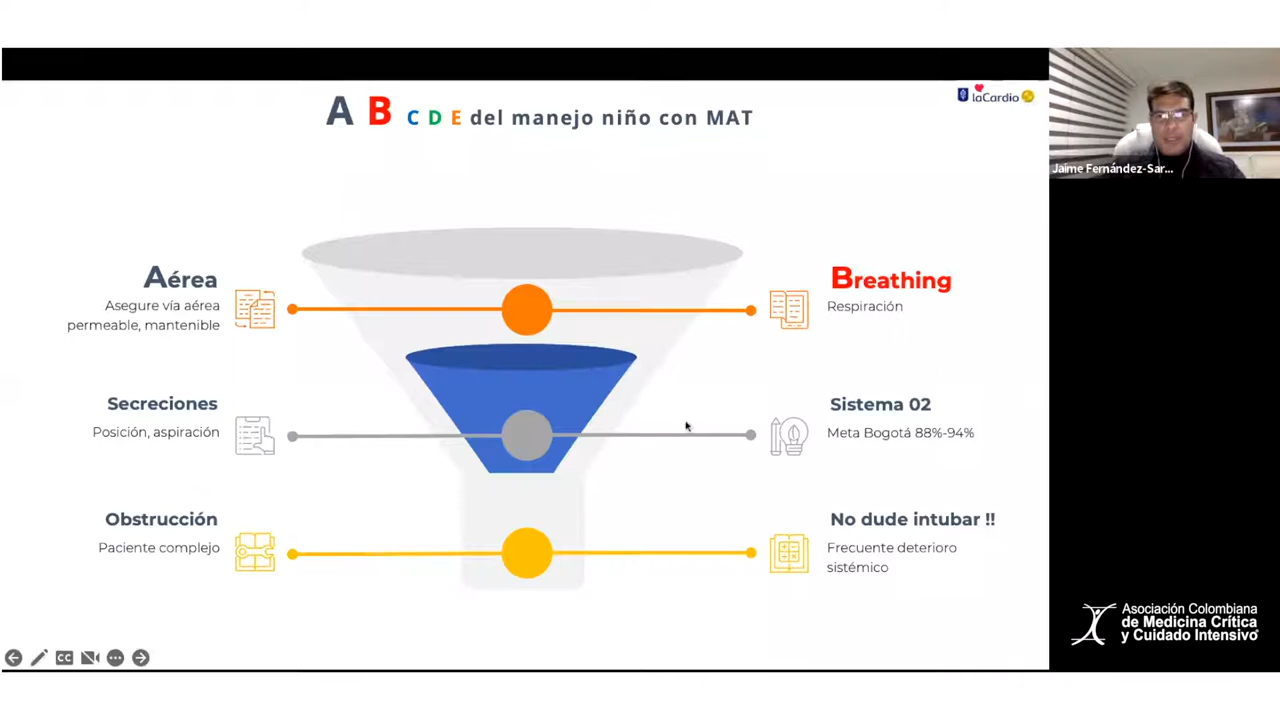 A B C D E del manejo niño con MAT
laCardio
Jaime Fernández-Sar...
Aérea
Asegure vía aérea
permeable, mantenible
Breathing
Respiración
Secreciones
Posición, aspiración
Sistema 02
Meta Bogotá 88%-94%
Obstrucción
Paciente complejo
No dude intubar !!
Frecuente deterioro
sistémico
Asociación Colombiana
de Medicina Crítica
y Cuidado Intensivo
CC